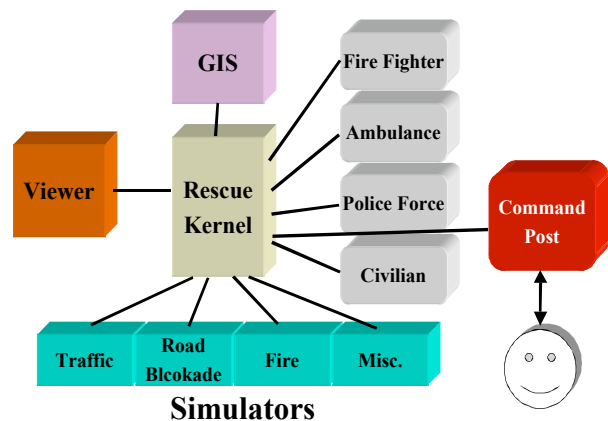 GIS
Fire Fighter
Ambulance
Viewer
Rescue
Kernel
Police Force
Command
Post
Civilian
Traffic
Road
Blcokade
Fire
Misc.
Simulators